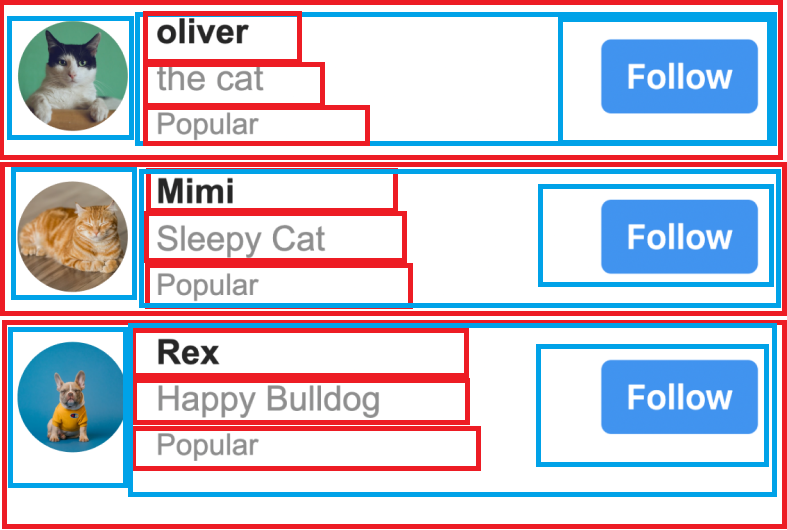 oliver
the cat
Popular
Follow
Mimi
Sleepy Cat
Popular
Follow
Rex
Happy Bulldog
Popular
Follow